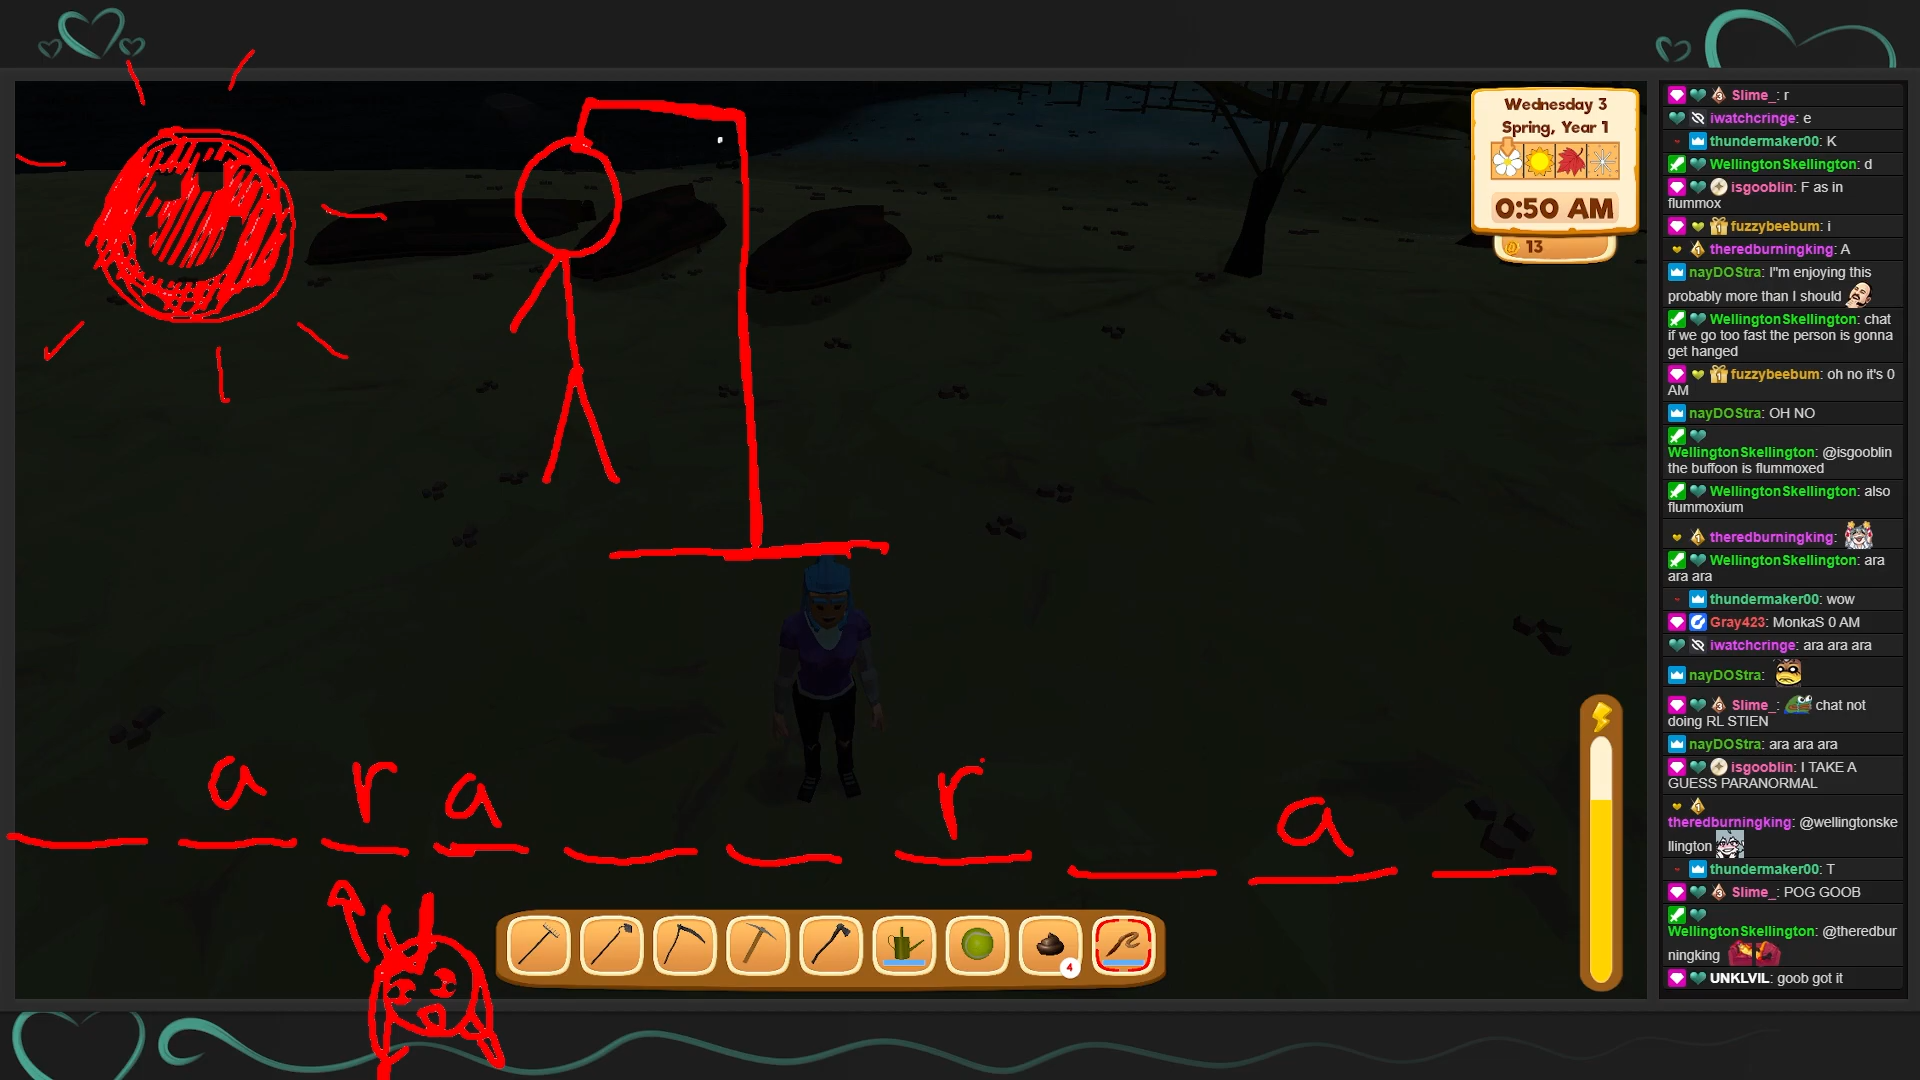 Wednesday 3
Spring, Year 1
0:50 AM
13
a r a r a
4
Slime_: r
iwatchcringe: e
thundermaker00: K
WellingtonSkellington: d
isgooblin: F as in
flummox
fuzzybeebum: i
theredburningking: A
nayDOStra: I"m enjoying this
probably more than I should
WellingtonSkellington: chat
if we go too fast the person is gonna
get hanged
fuzzybeebum: oh no it's 0
AM
nayDOStra: OH NO
WellingtonSkellington: @isgooblin
the buffoon is flummoxed
WellingtonSkellington: also
flummoxium
theredburningking:
WellingtonSkellington: ara
ara ara
thundermaker00: wow
Gray423: MonkaS 0 AM
iwatchcringe: ara ara ara
nayDOStra:
Slime_: chat not
doing RL STIEN
nayDOStra: ara ara ara
isgooblin: I TAKE A
GUESS PARANORMAL
theredburningking: @wellingtonske
llington
thundermaker00: T
Slime_: POG GOOB
WellingtonSkellington: @theredbur
ningking
UNKLVIL: goob got it